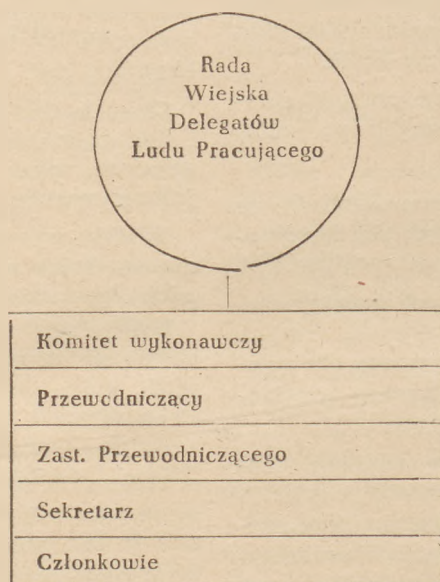 Rada
Wiejska
Delegatów
Ludu Pracującego
Komitet wykonawczy
Przewodniczący
Zast. Przewodniczącego
Sekretarz
Członkowie